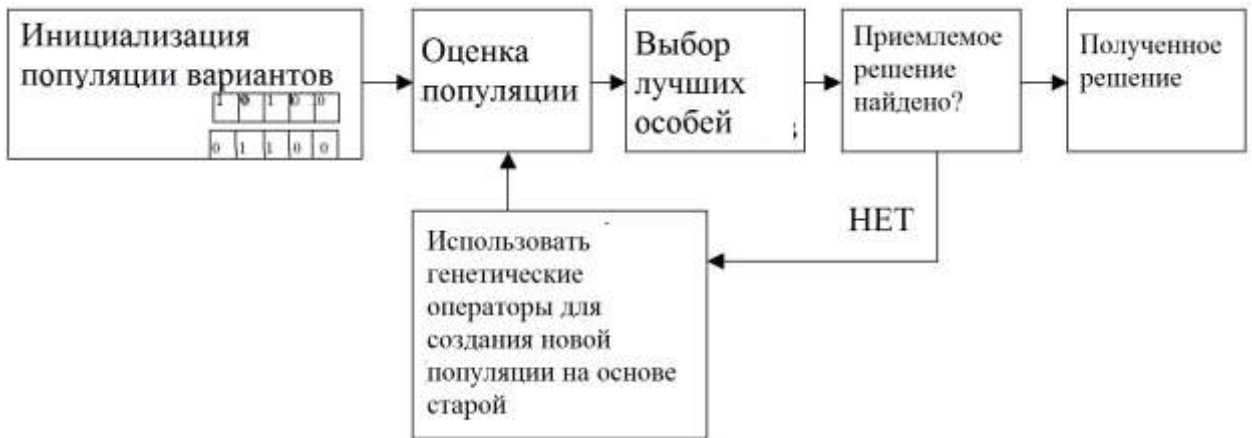 Инициализация
популяции вариантов
1 0 1 0 0
0 1 1 0 0
Оценка
популяции
Выбор
лучших
особей
Приемлемое
решение
найдено?
Полученное
решение
НЕТ
Использовать
генетические
операторы для
создания новой
популяции на основе
старой